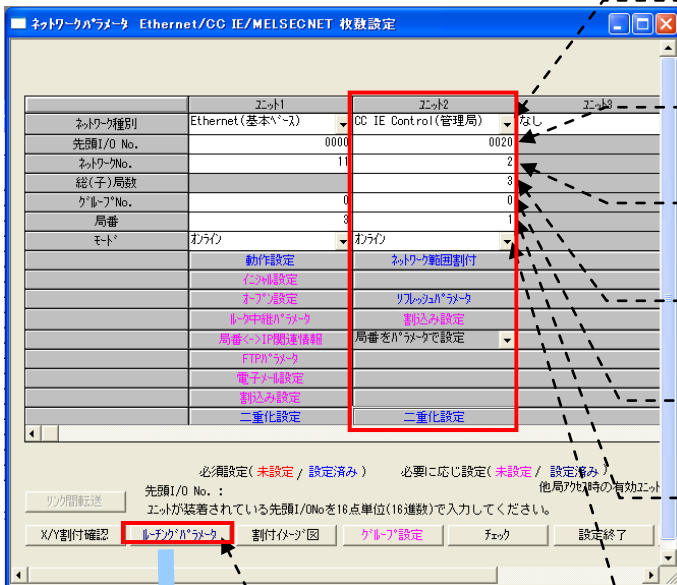 ネットワークパラメータ Ethernet/CC IE/MELSECNET 枚数設定
ユニット1 ユニット2 ユニット3
ネットワーク種別 Ethernet(基本ベース) CC IE Control(管理局) なし
先頭I/O No. 0000 0020
ネットワークNo. 11 2
総(子)局数 3
グループNo. 0 0
局番 3 1
モード オンライン オンライン
動作設定 ネットワーク範囲割付
イニシャル設定
オープン設定 リフレッシュパラメータ
ルータ中継パラメータ 割込み設定
局番<->IP関連情報 局番をパラメータで設定
FTPパラメータ
電子メール設定
割込み設定
二重化設定 二重化設定
必須設定( 未設定 / 設定済み ) 必要に応じ設定( 未設定 / 設定済み )
リンク間転送 先頭I/O No. : 他局アクセス時の有効ユニット
ユニットが装着されている先頭I/ONoを16点単位(16進数)で入力してください。
X/Y割付確認 ルーチングパラメータ 割付イメージ図 グループ設定 チェック 設定終了